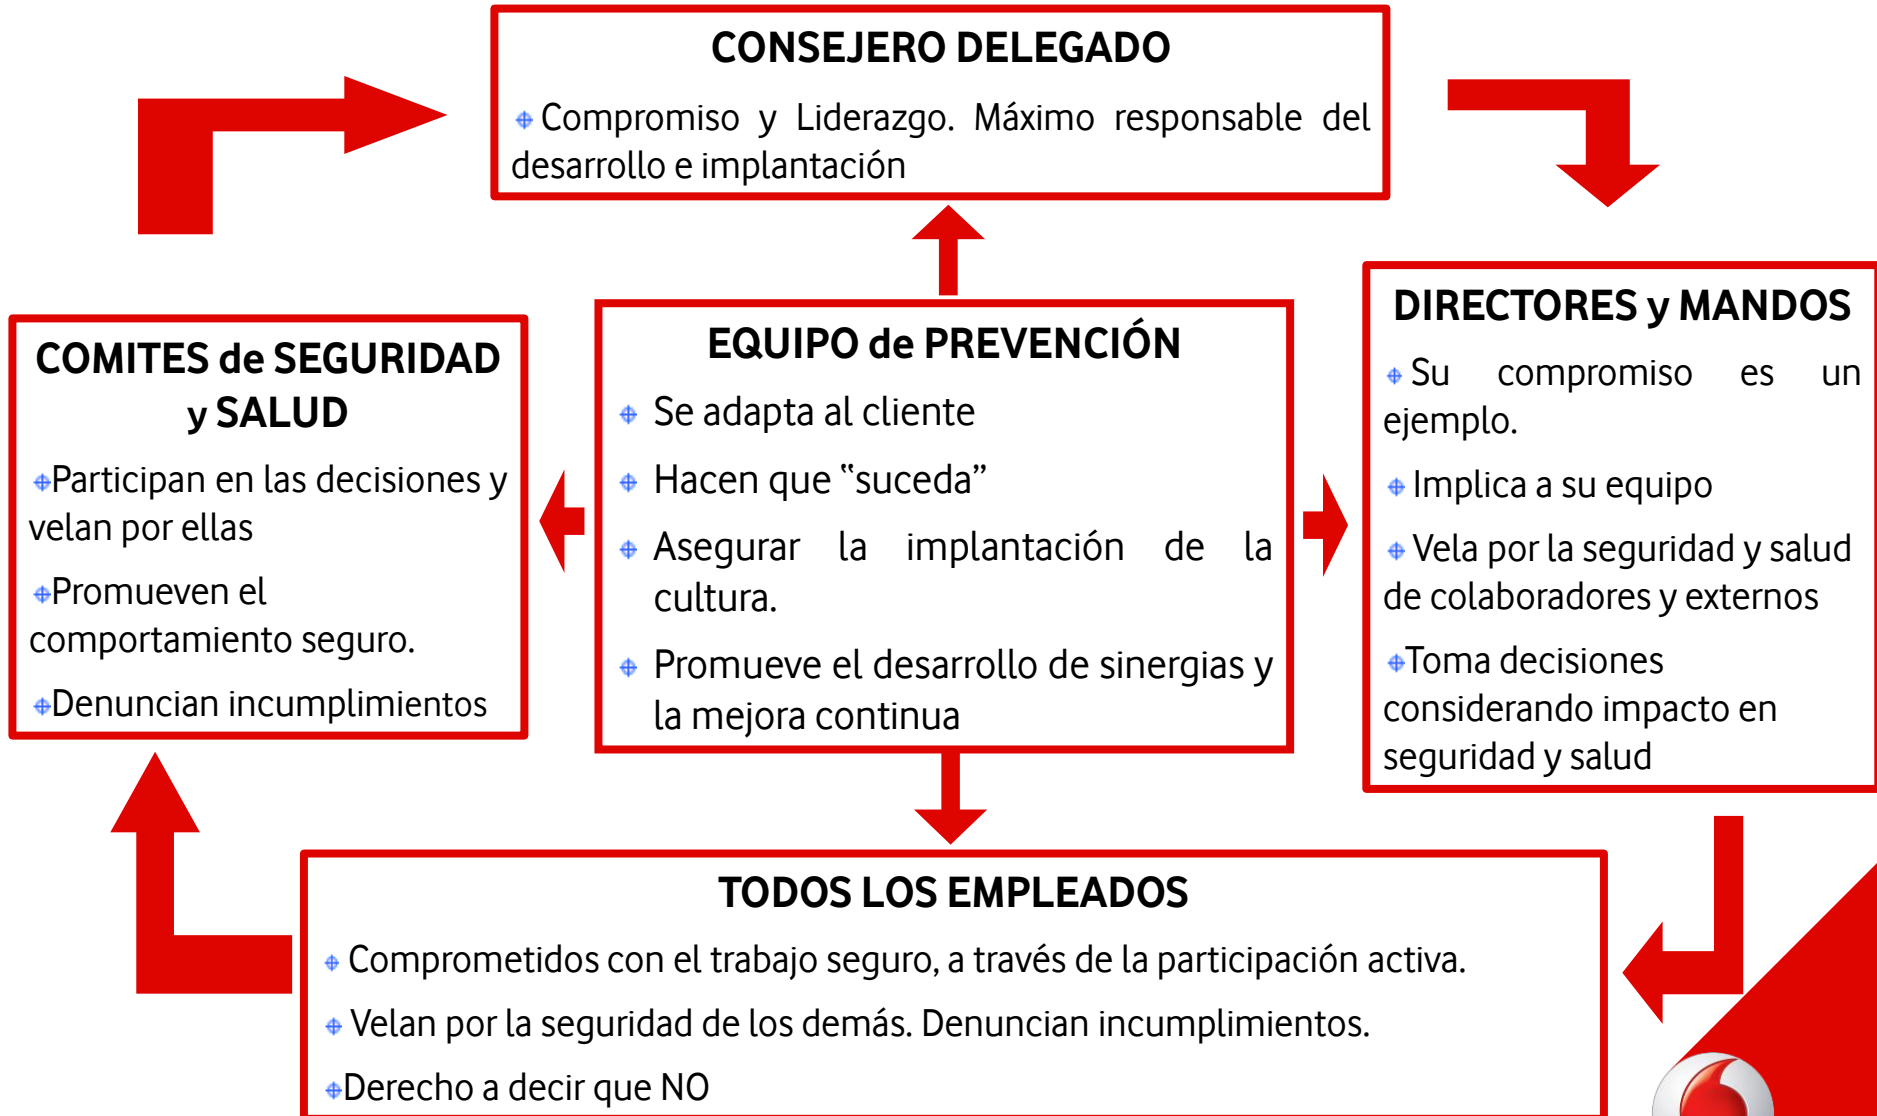 CONSEJERO DELEGADO
Compromiso y Liderazgo. Máximo responsable del
desarrollo e implantación
COMITES de SEGURIDAD
y SALUD
Participan en las decisiones y
velan por ellas
Promueven el
comportamiento seguro.
Denuncian incumplimientos
EQUIPO de PREVENCIÓN
Se adapta al cliente
Hacen que “suceda”
Asegurar la implantación de la
cultura.
Promueve el desarrollo de sinergias y
la mejora continua
DIRECTORES y MANDOS
Su compromiso es un
ejemplo.
Implica a su equipo
Vela por la seguridad y salud
de colaboradores y externos
Toma decisiones
considerando impacto en
seguridad y salud
TODOS LOS EMPLEADOS
Comprometidos con el trabajo seguro, a través de la participación activa.
Velan por la seguridad de los demás. Denuncian incumplimientos.
Derecho a decir que NO